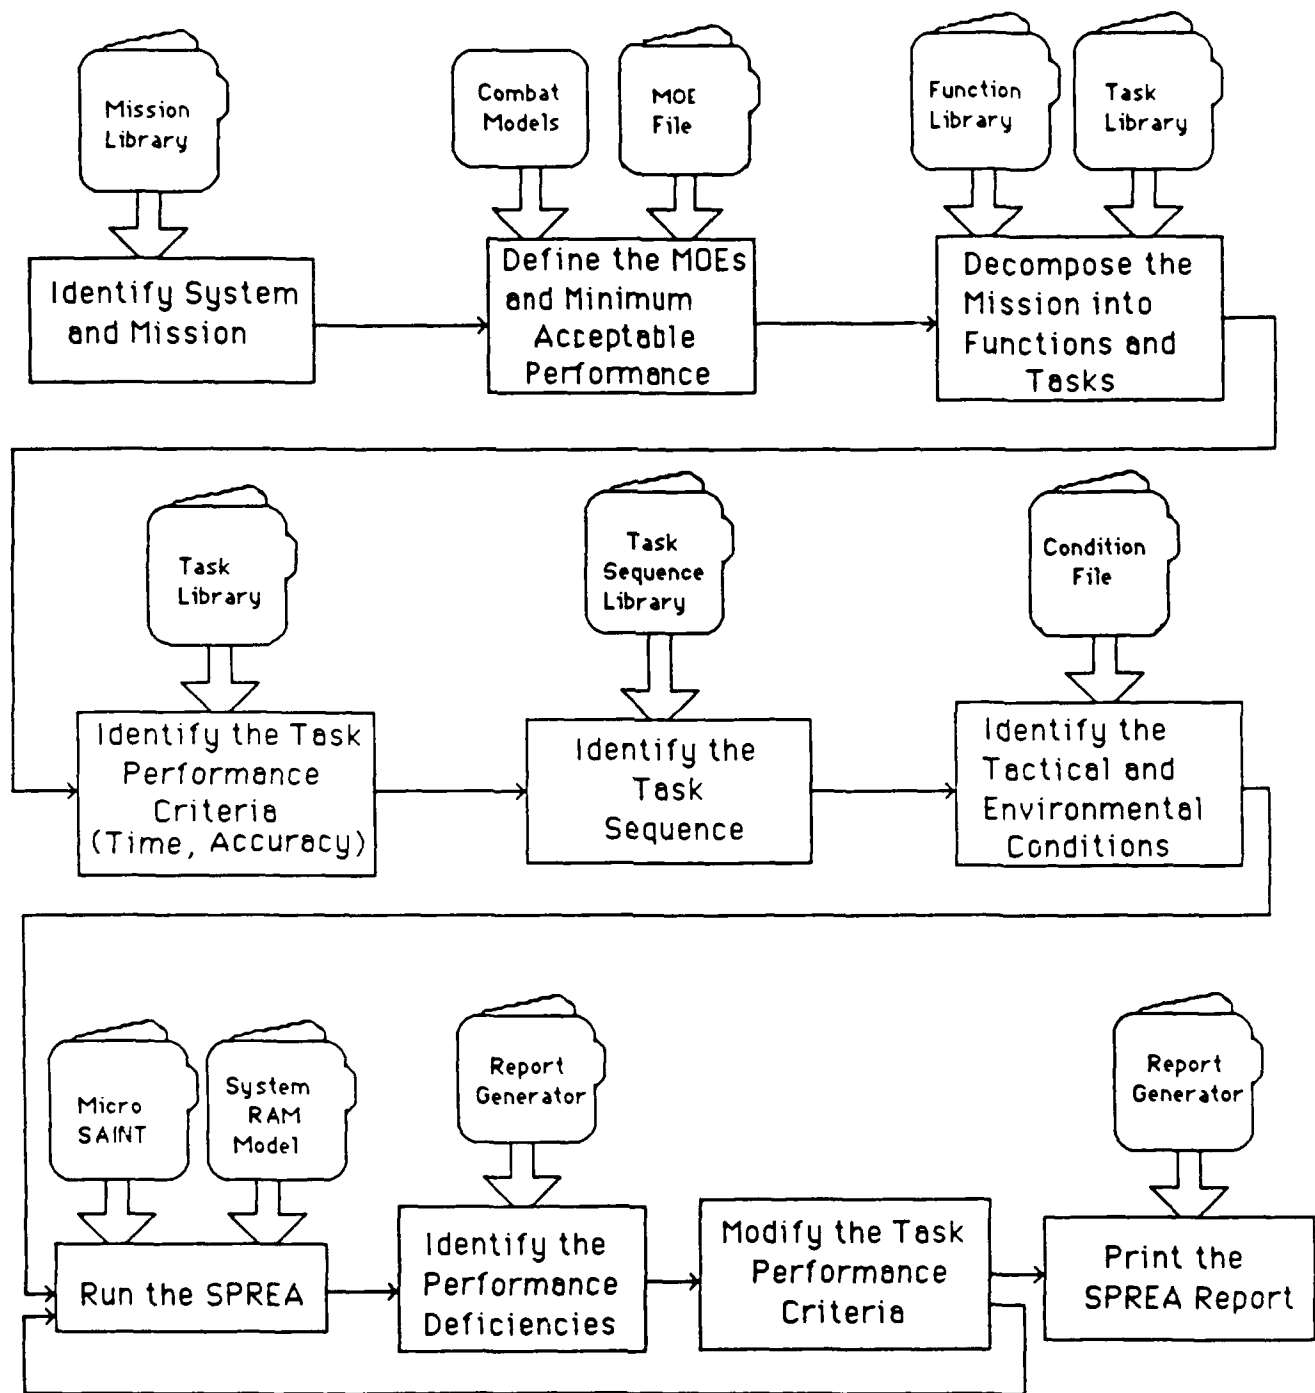 Mission
Library
Combat
Models
MOE
File
Function
Library
Task
Library
Identify System
and Mission
Define the MOEs
and Minimum
Acceptable
Performance
Decompose the
Mission into
Functions and
Tasks
Task
Library
Task
Sequence
Library
Condition
File
Identify the Task
Performance
Criteria
(Time, Accuracy)
Identify the
Task
Sequence
Identify the
Tactical and
Environmental
Conditions
Micro
SAINT
System
RAM
Model
Report
Generator
Report
Generator
Run the SPREA
Identify the
Performance
Deficiencies
Modify the Task
Performance
Criteria
Print the
SPREA Report